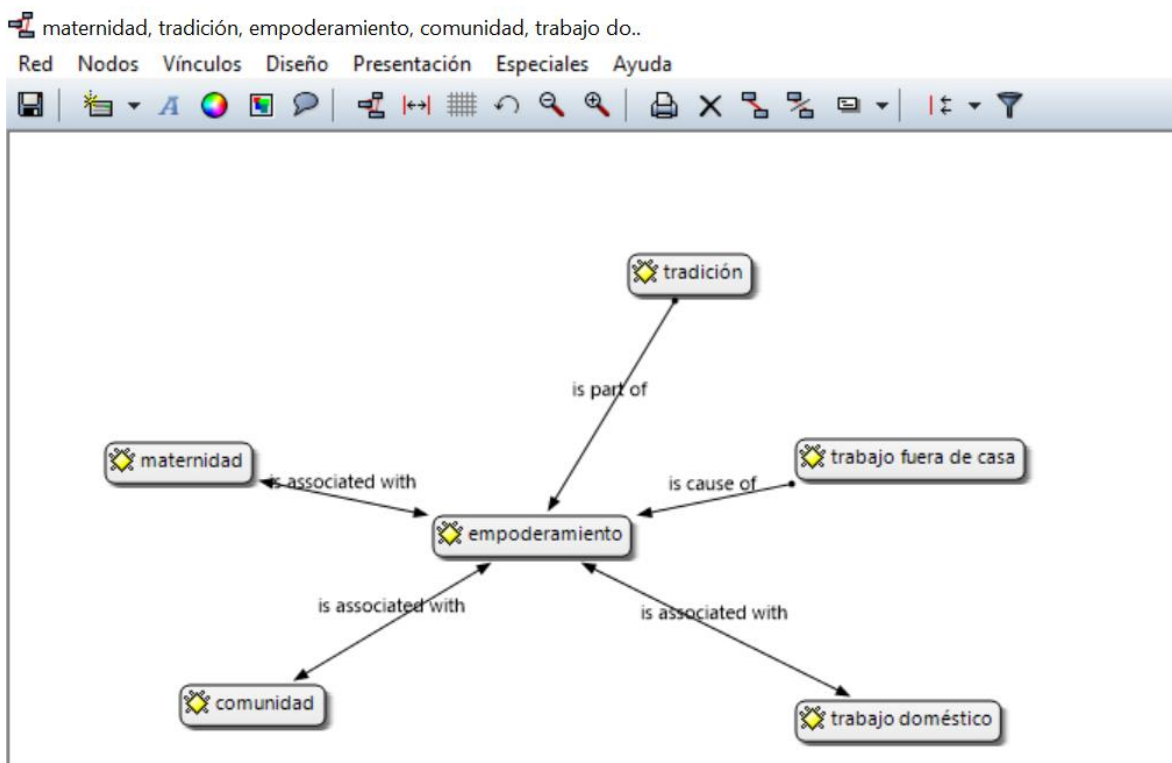 maternidad, tradición, empoderamiento, comunidad, trabajo do..
Red Nodos Vínculos Diseño Presentación Especiales Ayuda
tradición
is part of
maternidad
trabajo fuera de casa
is associated with
is cause of
empoderamiento
is associated with
is associated with
comunidad
trabajo doméstico